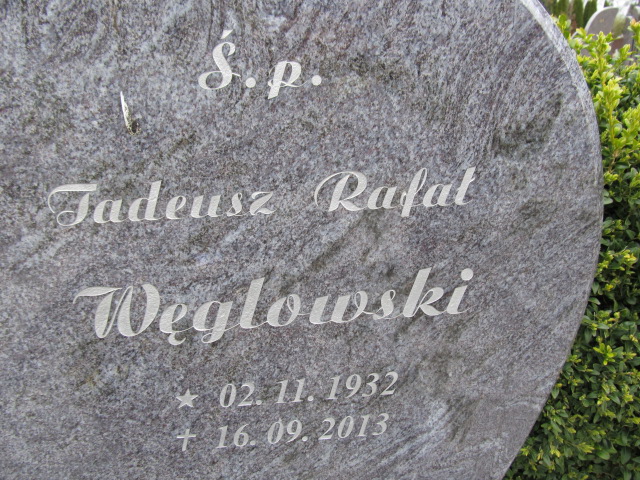 Ś.p.
Tadeusz Rafał
Węglowski
★ 02. 11. 1932
✝ 16. 09. 2013